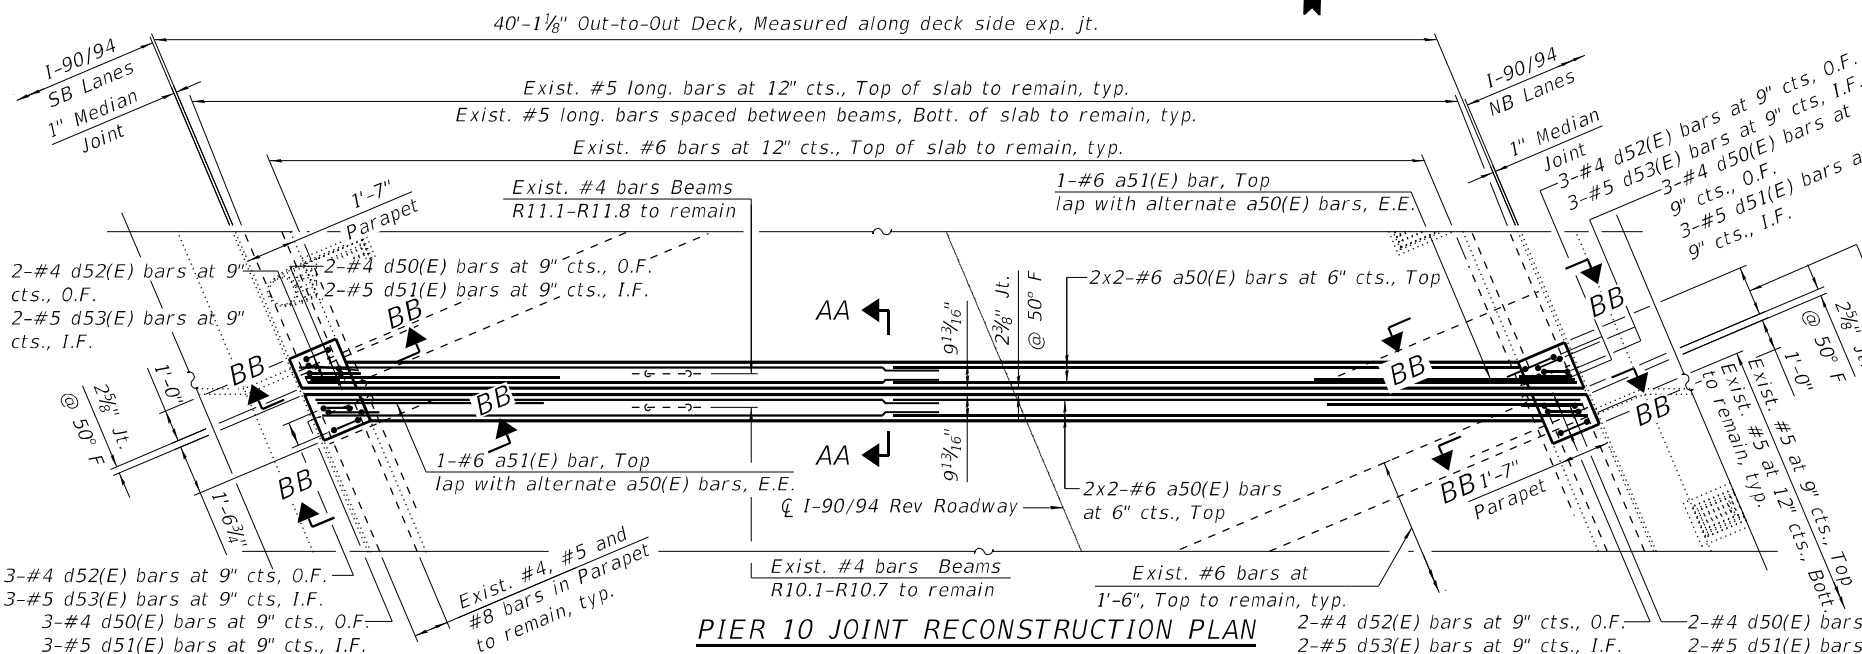 40'-1⅛" Out-to-Out Deck, Measured along deck side exp. jt.
I-90/94
SB Lanes
1" Median
Joint
Exist. #5 long. bars at 12" cts., Top of slab to remain, typ.
Exist. #5 long. bars spaced between beams, Bott. of slab to remain, typ.
Exist. #6 bars at 12" cts., Top of slab to remain, typ.
I-90/94
NB Lanes
1" Median
Joint
3-#4 d52(E) bars at 9" cts, O.F.
3-#5 d53(E) bars at 9" cts, I.F.
3-#4 d50(E) bars at
9" cts., O.F.
3-#5 d51(E) bars a
9" cts., I.F.
1'-7"
Parapet
Exist. #4 bars Beams
R11.1-R11.8 to remain
1-#6 a51(E) bar, Top
lap with alternate a50(E) bars, E.E.
2-#4 d52(E) bars at 9"
cts., O.F.
2-#5 d53(E) bars at 9"
cts., I.F.
2-#4 d50(E) bars at 9" cts., O.F.
2-#5 d51(E) bars at 9" cts., I.F.
2x2-#6 a50(E) bars at 6" cts., Top
BB
AA
9 13/16"
2⅜" Jt.
@ 50° F
BB
BB
BB
2⅝" Jt.
@ 50° F
1'-0"
Exist. #5 at 9" cts., Top
Exist. #5 at 12" cts., Bott.
to remain, typ.
BB
1'-0"
2⅝" Jt.
@ 50° F
BB
AA
9 13/16"
1-#6 a51(E) bar, Top
lap with alternate a50(E) bars, E.E.
℄ I-90/94 Rev Roadway
2x2-#6 a50(E) bars
at 6" cts., Top
BB
1'-7"
Parapet
BB
1'-6¾"
3-#4 d52(E) bars at 9" cts, O.F.
3-#5 d53(E) bars at 9" cts, I.F.
3-#4 d50(E) bars at 9" cts., O.F.
3-#5 d51(E) bars at 9" cts., I.F.
Exist. #4, #5 and
#8 bars in Parapet
to remain, typ.
Exist. #4 bars Beams
R10.1-R10.7 to remain
Exist. #6 bars at
1'-6", Top to remain, typ.
2-#4 d52(E) bars at 9" cts., O.F.
2-#5 d53(E) bars at 9" cts., I.F.
2-#4 d50(E) bars
2-#5 d51(E) bars
PIER 10 JOINT RECONSTRUCTION PLAN